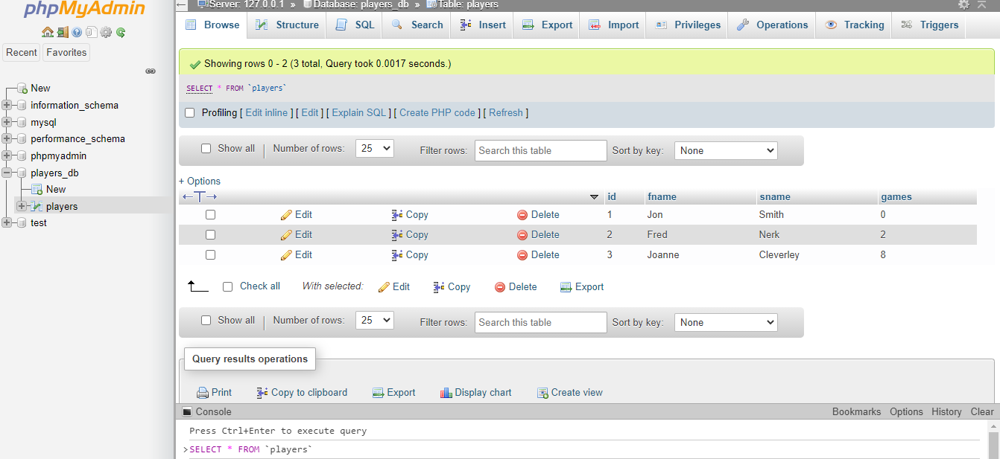 phpMyAdmin
Recent Favorites
New
information_schema
mysql
performance_schema
phpmyadmin
players_db
New
players
test
Server: 127.0.0.1 » Database: players_db » Table: players
Browse Structure SQL Search Insert Export Import Privileges Operations Tracking Triggers
Showing rows 0 - 2 (3 total, Query took 0.0017 seconds.)
SELECT * FROM `players`
Profiling [ Edit inline ] [ Edit ] [ Explain SQL ] [ Create PHP code ] [ Refresh ]
Show all Number of rows: 25 Filter rows: Search this table Sort by key: None
+ Options
←T→ id fname sname games
Edit Copy Delete 1 Jon Smith 0
Edit Copy Delete 2 Fred Nerk 2
Edit Copy Delete 3 Joanne Cleverley 8
Check all With selected: Edit Copy Delete Export
Show all Number of rows: 25 Filter rows: Search this table Sort by key: None
Query results operations
Print Copy to clipboard Export Display chart Create view
Console Bookmarks Options History Clear
Press Ctrl+Enter to execute query
>SELECT * FROM `players`